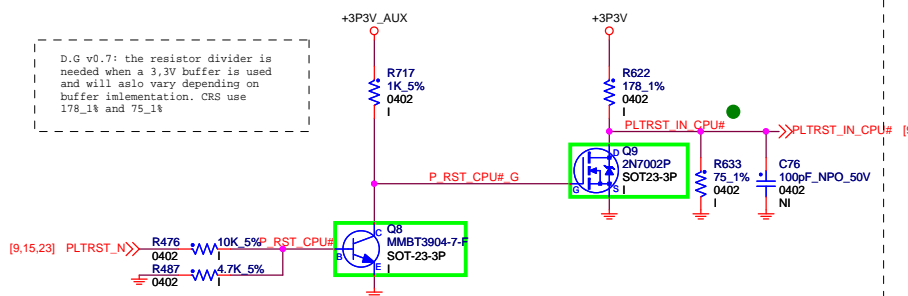 +3P3V_AUX
+3P3V
D.G v0.7: the resistor divider is
needed when a 3,3V buffer is used
and will aslo vary depending on
buffer imlementation. CRS use
178_1% and 75_1%
R717
1K_5%
0402
I
R622
178_1%
0402
I
PLTRST_IN_CPU#
PLTRST_IN_CPU#
[9
Q9
2N7002P
SOT23-3P
I
D
G
S
R633
75_1%
0402
I
C76
100pF_NPO_50V
0402
NI
P_RST_CPU#_G
Q8
MMBT3904-7-F
SOT-23-3P
I
C
B
E
[9,15,23] PLTRST_N
R476
10K_5%
0402
I
P_RST_CPU#
R487
4.7K_5%
0402
I